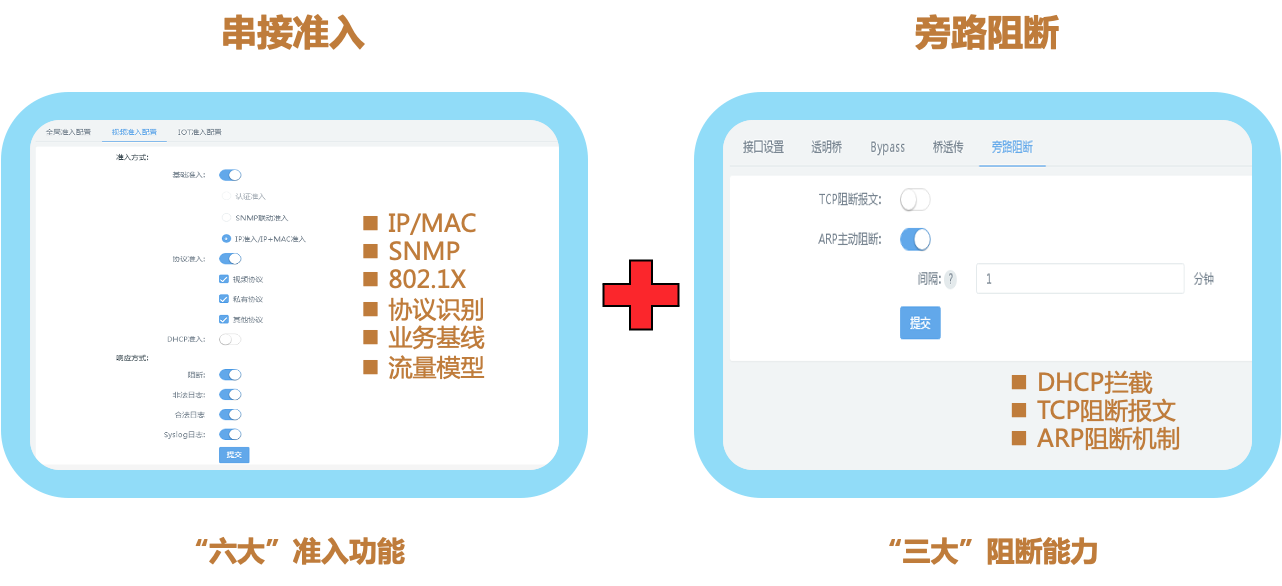 串接准入
旁路阻断
全局准入配置 视频准入配置 IOT准入配置
准入方式:
基础准入:
认证准入
SNMP联动准入
IP准入/IP+MAC准入
协议准入:
视频协议
私有协议
其他协议
DHCP准入:
响应方式:
阻断:
非法日志:
合法日志
Syslog日志:
提交
IP/MAC
SNMP
802.1X
协议识别
业务基线
流量模型
接口设置 透明桥 Bypass 桥透传 旁路阻断
TCP阻断报文:
ARP主动阻断:
间隔: ? 1 分钟
提交
DHCP拦截
TCP阻断报文
ARP阻断机制
“六大”准入功能
“三大”阻断能力